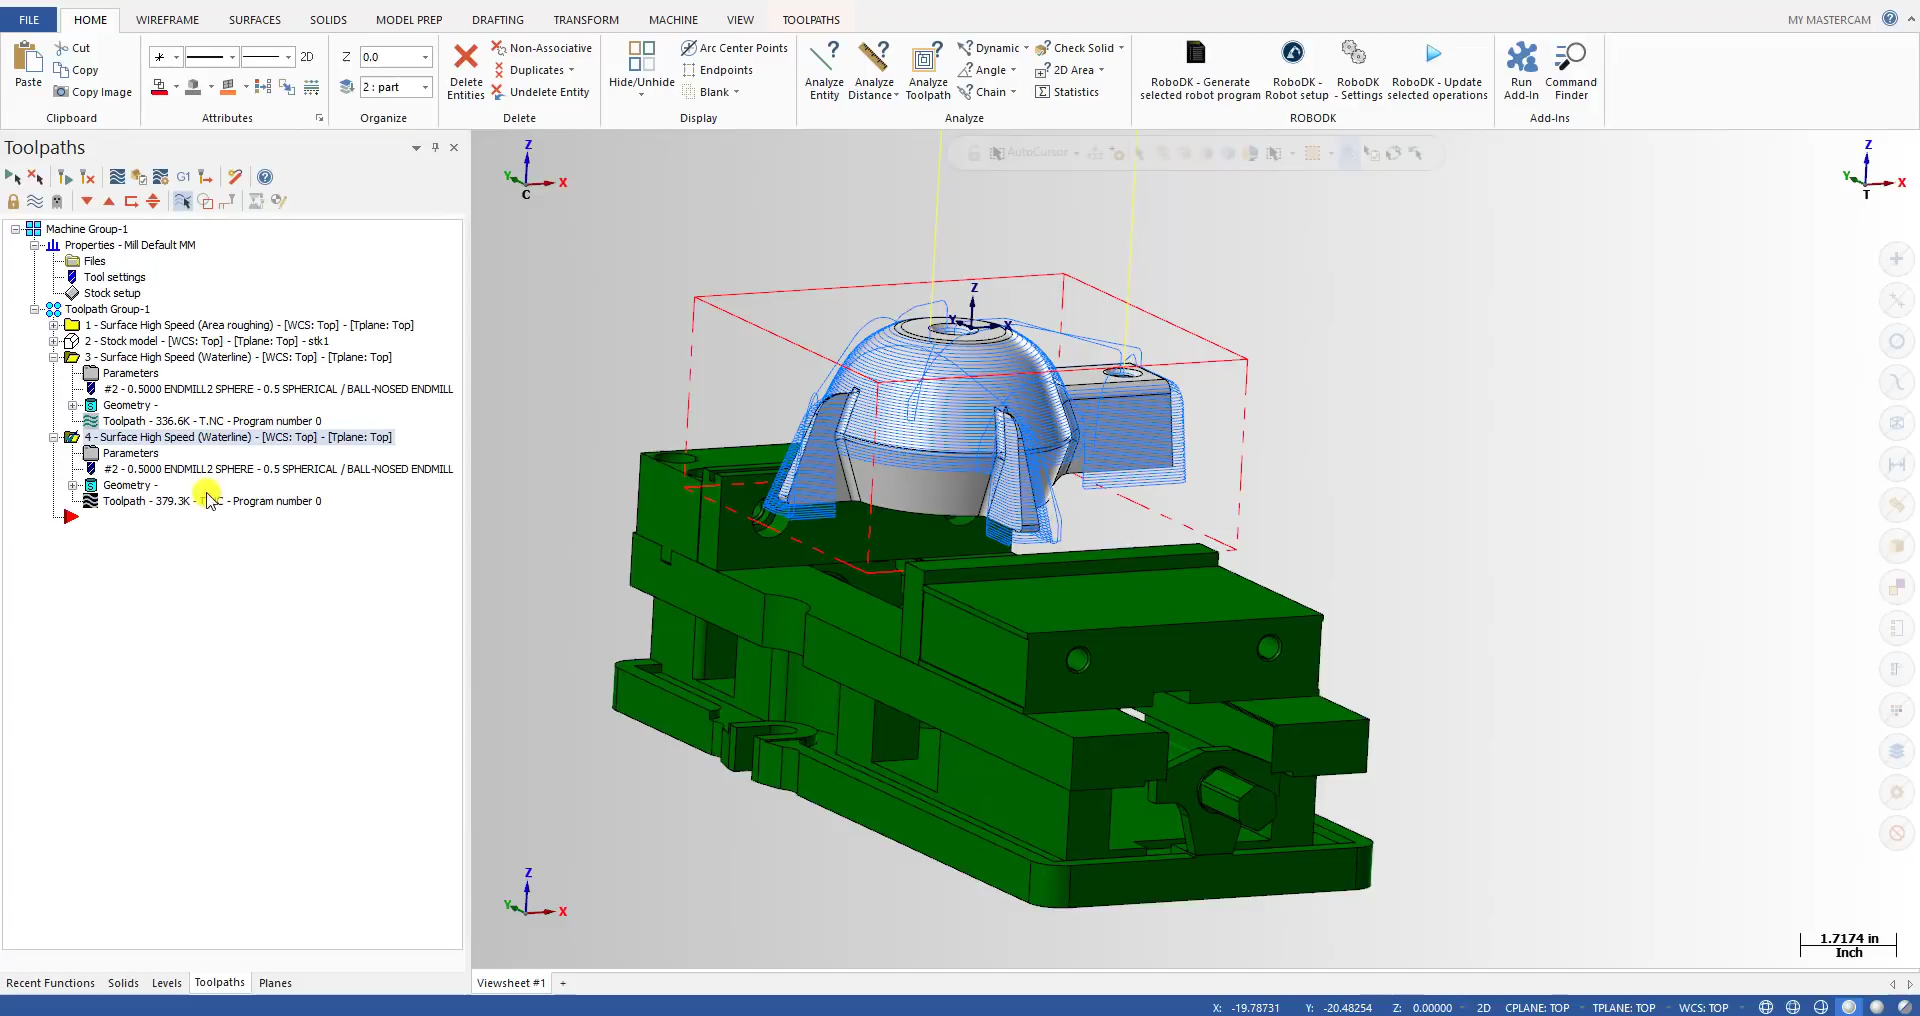 FILE HOME WIREFRAME SURFACES SOLIDS MODEL PREP DRAFTING TRANSFORM MACHINE VIEW TOOLPATHS MY MASTERCAM
Cut
Copy
Copy Image
Paste
Clipboard
2D
Attributes
Z 0.0
2 : part
Organize
Delete Entities
Non-Associative
Duplicates
Undelete Entity
Delete
Hide/Unhide
Arc Center Points
Endpoints
Blank
Display
Analyze Entity
Analyze Distance
Analyze Toolpath
Dynamic
Angle
Chain
Check Solid
2D Area
Statistics
Analyze
RoboDK - Generate selected robot program
RoboDK - Robot setup
RoboDK - Settings
RoboDK - Update selected operations
ROBODK
Run Add-In
Command Finder
Add-Ins
Toolpaths
G1
Machine Group-1
Properties - Mill Default MM
Files
Tool settings
Stock setup
Toolpath Group-1
1 - Surface High Speed (Area roughing) - [WCS: Top] - [Tplane: Top]
2 - Stock model - [WCS: Top] - [Tplane: Top] - stk1
3 - Surface High Speed (Waterline) - [WCS: Top] - [Tplane: Top]
Parameters
#2 - 0.5000 ENDMILL2 SPHERE - 0.5 SPHERICAL / BALL-NOSED ENDMILL
Geometry -
Toolpath - 336.6K - T.NC - Program number 0
4 - Surface High Speed (Waterline) - [WCS: Top] - [Tplane: Top]
Parameters
#2 - 0.5000 ENDMILL2 SPHERE - 0.5 SPHERICAL / BALL-NOSED ENDMILL
Geometry -
Toolpath - 379.3K - T.NC - Program number 0
AutoCursor
Z
Y X
C
Z
Y X
T
Z
Y X
Z
Y X
1.7174 in
Inch
Recent Functions Solids Levels Toolpaths Planes
Viewsheet #1 +
X: -19.78731 Y: -20.48254 Z: 0.00000 2D CPLANE: TOP TPLANE: TOP WCS: TOP